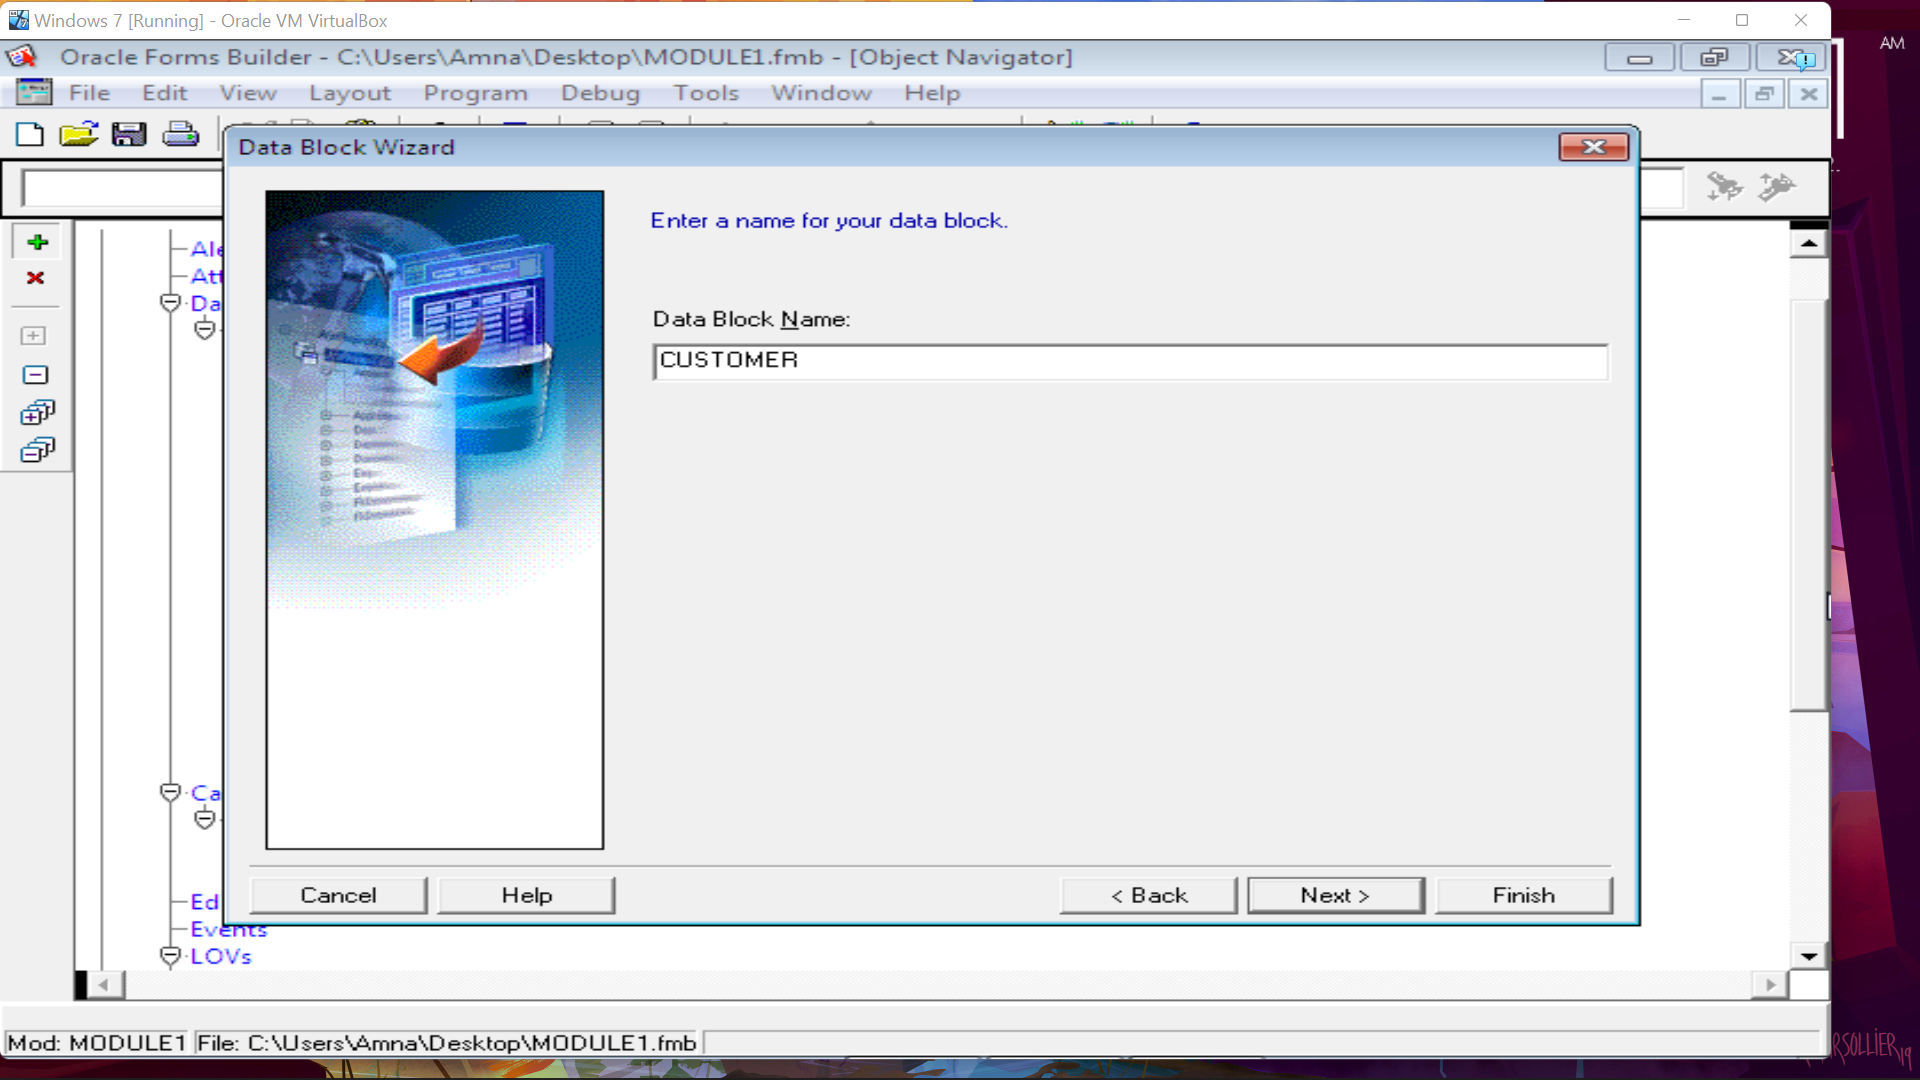 Windows 7 [Running] - Oracle VM VirtualBox
AM
Oracle Forms Builder - C:\Users\Amna\Desktop\MODULE1.fmb - [Object Navigator]
File Edit View Layout Program Debug Tools Window Help
Data Block Wizard
Enter a name for your data block.
Data Block Name:
CUSTOMER
Ale
Att
Da
Ca
Ed
Events
LOVs
Cancel Help < Back Next > Finish
Mod: MODULE1 File: C:\Users\Amna\Desktop\MODULE1.fmb